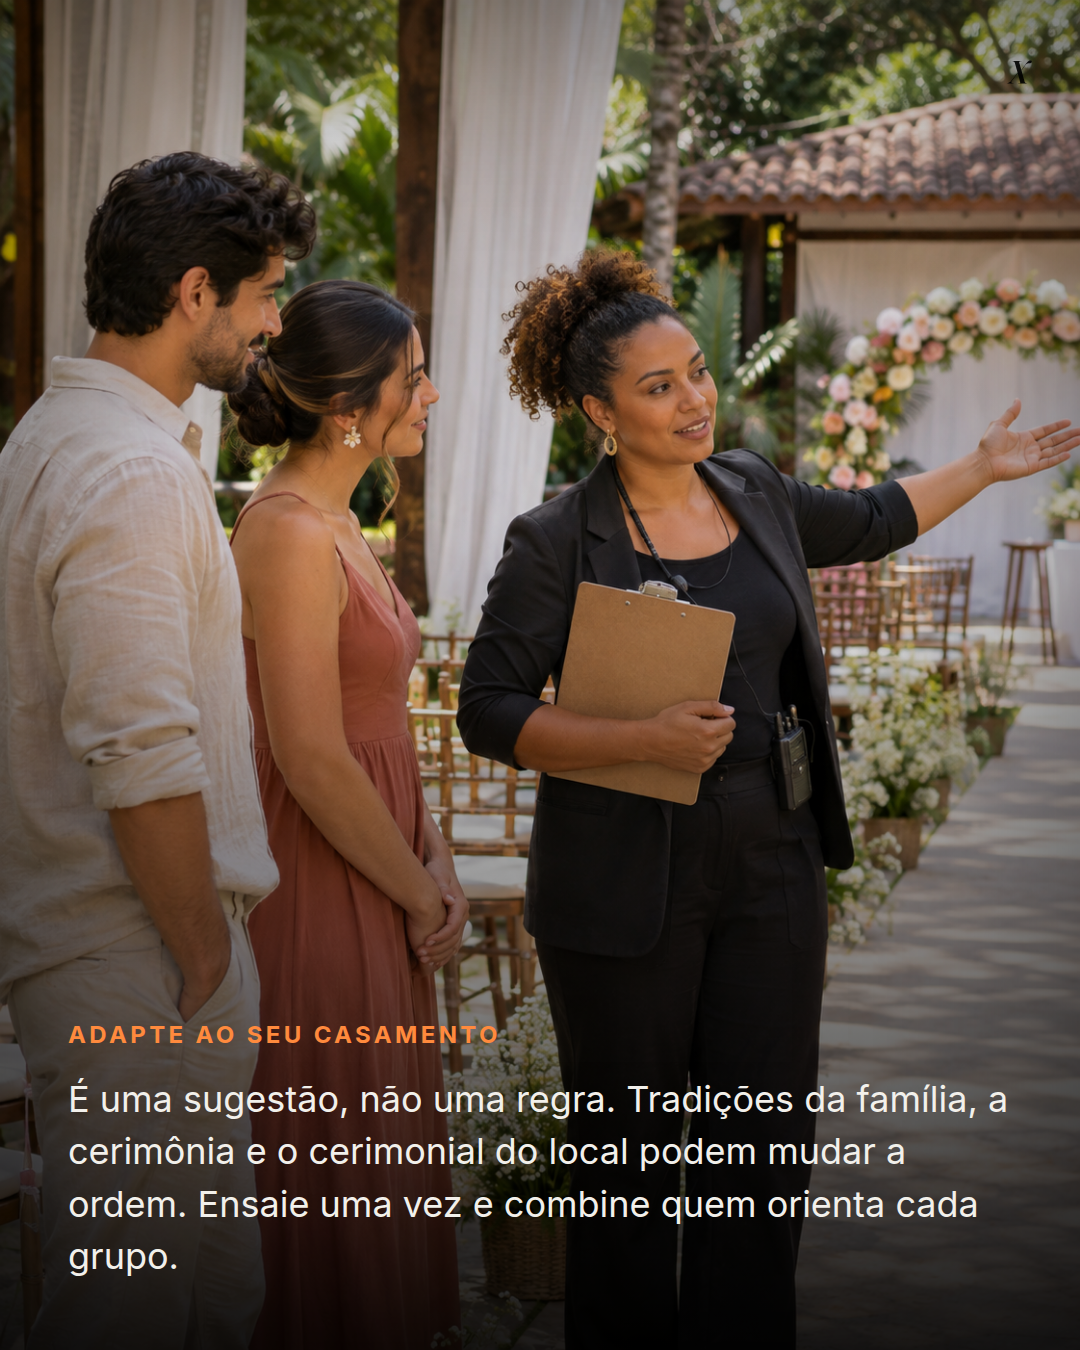 X
ADAPTE AO SEU CASAMENTO
É uma sugestão, não uma regra. Tradições da família, a
cerimônia e o cerimonial do local podem mudar a
ordem. Ensaie uma vez e combine quem orienta cada
grupo.